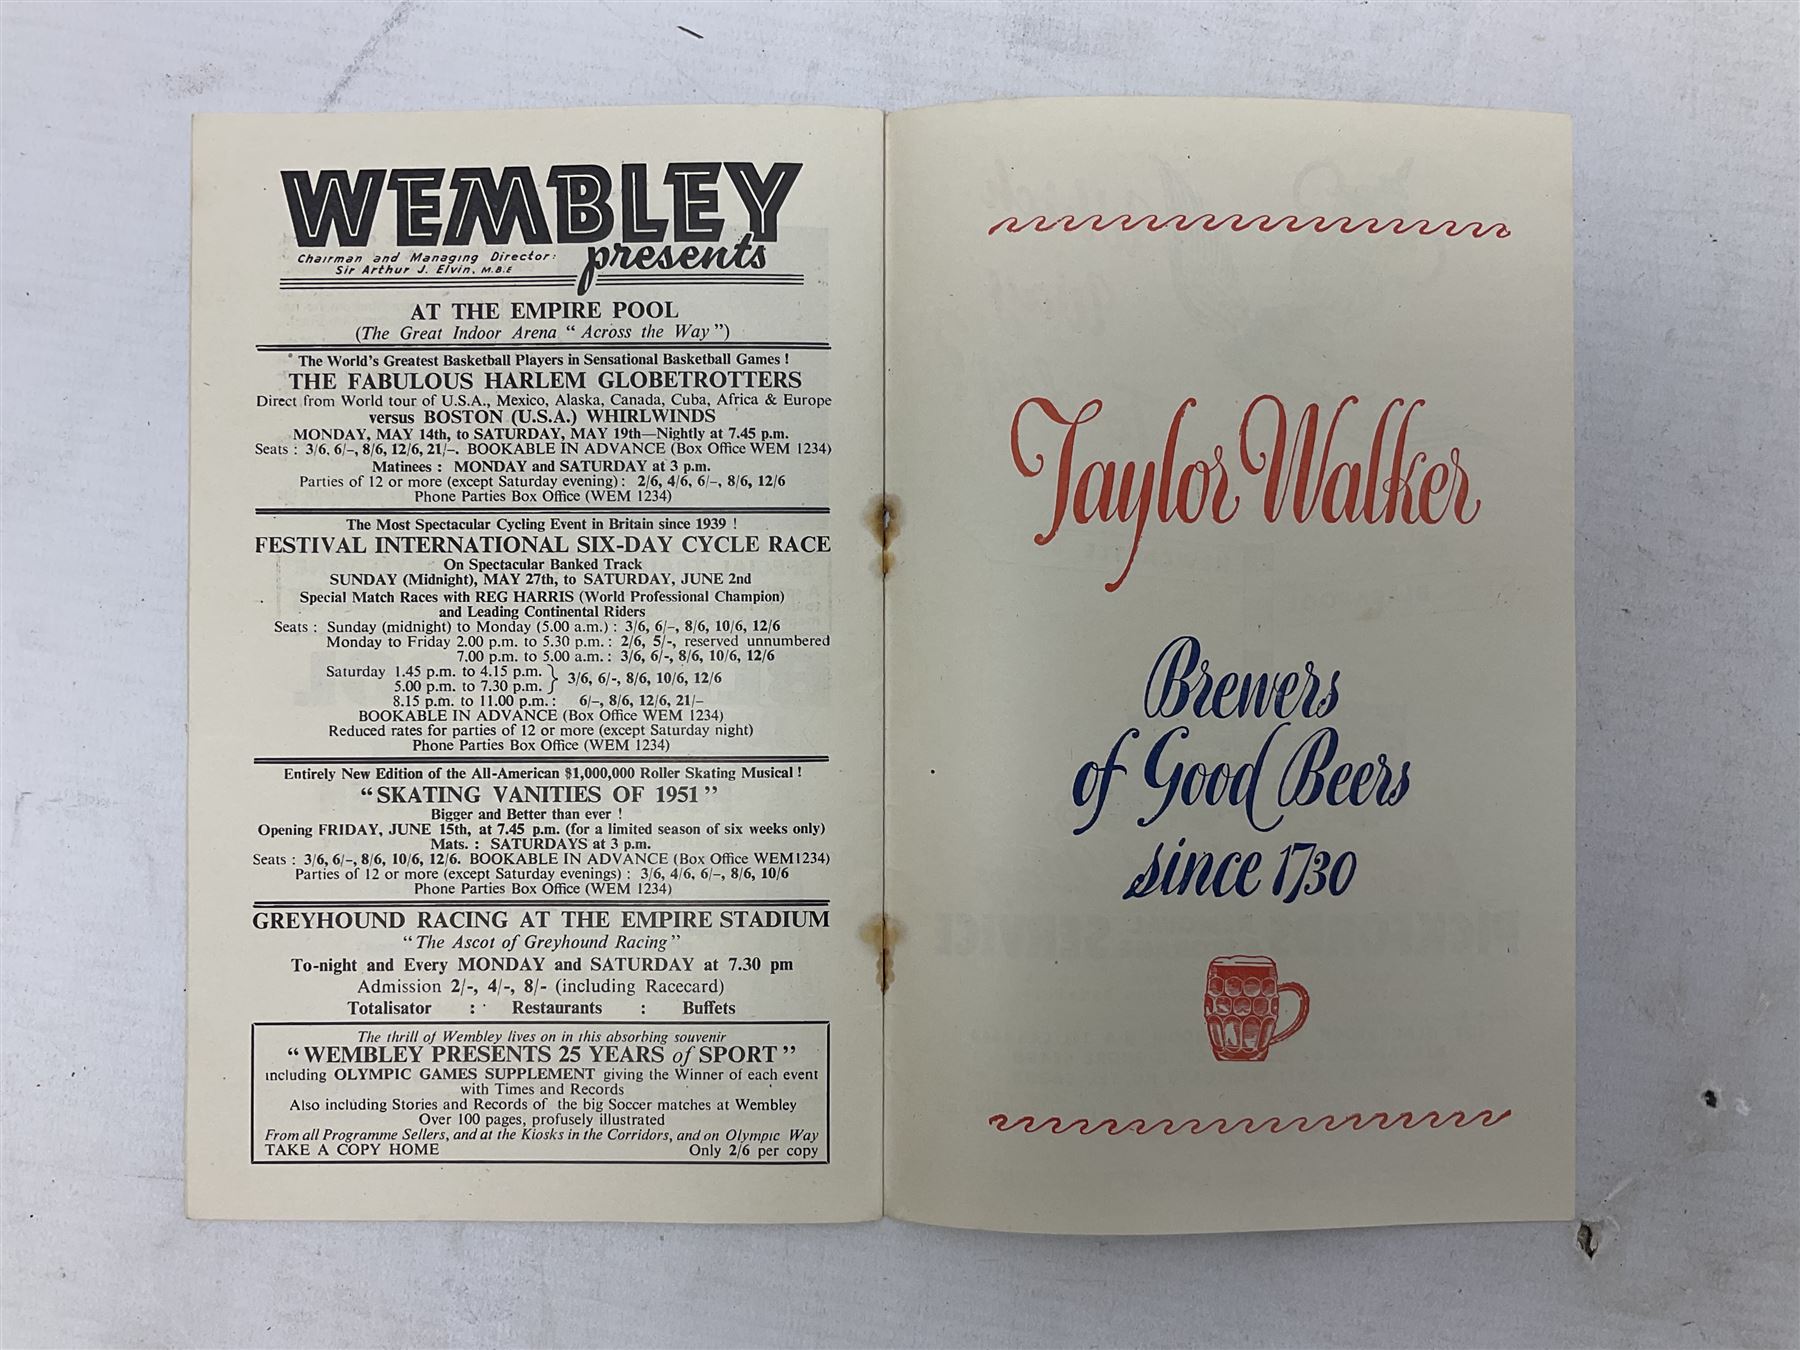 WEMBLEY
presents
Chairman and Managing Director:
Sir Arthur J. Elvin, M.B.E
AT THE EMPIRE POOL
(The Great Indoor Arena “ Across the Way ”)
The World's Greatest Basketball Players in Sensational Basketball Games !
THE FABULOUS HARLEM GLOBETROTTERS
Direct from World tour of U.S.A., Mexico, Alaska, Canada, Cuba, Africa & Europe
versus BOSTON (U.S.A.) WHIRLWINDS
MONDAY, MAY 14th, to SATURDAY, MAY 19th—Nightly at 7.45 p.m.
Seats : 3/6. 6/–, 8/6, 12/6, 21/–. BOOKABLE IN ADVANCE (Box Office WEM 1234)
Matinees : MONDAY and SATURDAY at 3 p.m.
Parties of 12 or more (except Saturday evening) : 2/6, 4/6, 6/–, 8/6, 12/6
Phone Parties Box Office (WEM 1234)
The Most Spectacular Cycling Event in Britain since 1939 !
FESTIVAL INTERNATIONAL SIX-DAY CYCLE RACE
On Spectacular Banked Track
SUNDAY (Midnight), MAY 27th, to SATURDAY, JUNE 2nd
Special Match Races with REG HARRIS (World Professional Champion)
and Leading Continental Riders
Seats : Sunday (midnight) to Monday (5.00 a.m.) : 3/6, 6/–, 8/6, 10/6, 12/6
Monday to Friday 2.00 p.m. to 5.30 p.m. : 2/6, 5/-, reserved unnumbered
7.00 p.m. to 5.00 a.m. : 3/6, 6/–, 8/6, 10/6, 12/6
Saturday 1.45 p.m. to 4.15 p.m.
5.00 p.m. to 7.30 p.m. } 3/6, 6/-, 8/6, 10/6, 12/6
8.15 p.m. to 11.00 p.m. : 6/–, 8/6, 12/6, 21/–
BOOKABLE IN ADVANCE (Box Office WEM 1234)
Reduced rates for parties of 12 or more (except Saturday night)
Phone Parties Box Office (WEM 1234)
Entirely New Edition of the All-American $1,000,000 Roller Skating Musical !
“SKATING VANITIES OF 1951”
Bigger and Better than ever !
Opening FRIDAY, JUNE 15th, at 7.45 p.m. (for a limited season of six weeks only)
Mats. : SATURDAYS at 3 p.m.
Seats : 3/6, 6/–, 8/6, 10/6, 12/6. BOOKABLE IN ADVANCE (Box Office WEM1234)
Parties of 12 or more (except Saturday evenings) : 3/6, 4/6, 6/–, 8/6, 10/6
Phone Parties Box Office (WEM 1234)
GREYHOUND RACING AT THE EMPIRE STADIUM
“The Ascot of Greyhound Racing”
To-night and Every MONDAY and SATURDAY at 7.30 pm
Admission 2/-, 4/-, 8/- (including Racecard)
Totalisator : Restaurants : Buffets
The thrill of Wembley lives on in this absorbing souvenir
“WEMBLEY PRESENTS 25 YEARS of SPORT”
including OLYMPIC GAMES SUPPLEMENT giving the Winner of each event
with Times and Records
Also including Stories and Records of the big Soccer matches at Wembley
Over 100 pages, profusely illustrated
From all Programme Sellers, and at the Kiosks in the Corridors, and on Olympic Way
TAKE A COPY HOME Only 2/6 per copy
Taylor Walker
Brewers
of Good Beers
since 1730